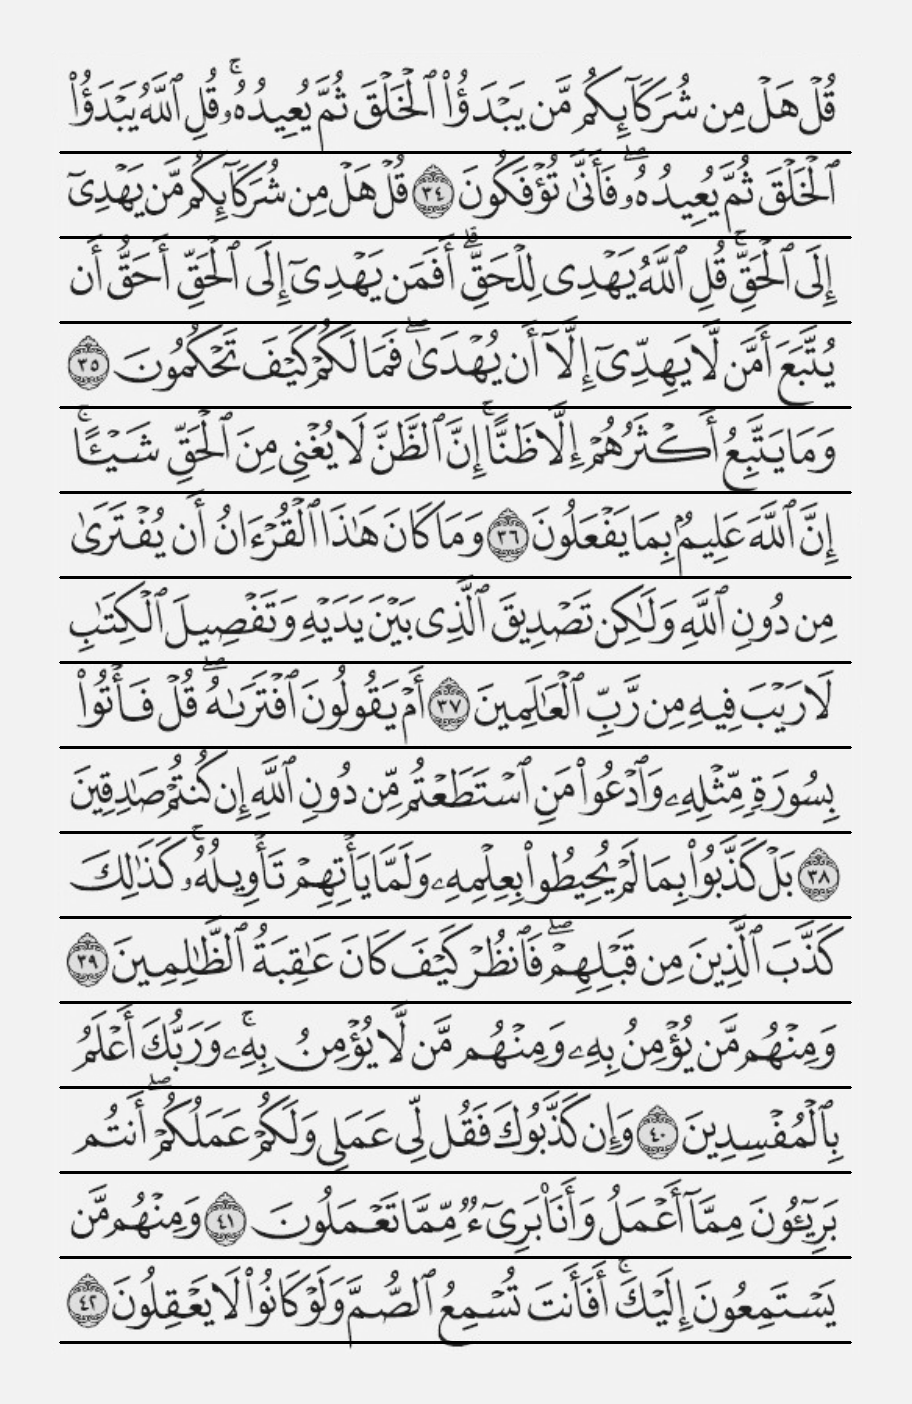 قُلۡ هَلۡ مِن شُرَكَآئِكُم مَّن يَبۡدَؤُاْ ٱلۡخَلۡقَ ثُمَّ يُعِيدُهُۥۚ قُلِ ٱللَّهُ يَبۡدَؤُاْ
ٱلۡخَلۡقَ ثُمَّ يُعِيدُهُۥۖ فَأَنَّىٰ تُؤۡفَكُونَ ٣٤ قُلۡ هَلۡ مِن شُرَكَآئِكُم مَّن يَهۡدِيٓ
إِلَى ٱلۡحَقِّۚ قُلِ ٱللَّهُ يَهۡدِي لِلۡحَقِّۗ أَفَمَن يَهۡدِيٓ إِلَى ٱلۡحَقِّ أَحَقُّ أَن
يُتَّبَعَ أَمَّن لَّا يَهِدِّيٓ إِلَّآ أَن يُهۡدَىٰۖ فَمَا لَكُمۡ كَيۡفَ تَحۡكُمُونَ ٣٥
وَمَا يَتَّبِعُ أَكۡثَرُهُمۡ إِلَّا ظَنًّاۚ إِنَّ ٱلظَّنَّ لَا يُغۡنِي مِنَ ٱلۡحَقِّ شَيۡـًٔاۚ
إِنَّ ٱللَّهَ عَلِيمُۢ بِمَا يَفۡعَلُونَ ٣٦ وَمَا كَانَ هَٰذَا ٱلۡقُرۡءَانُ أَن يُفۡتَرَىٰ
مِن دُونِ ٱللَّهِ وَلَٰكِن تَصۡدِيقَ ٱلَّذِي بَيۡنَ يَدَيۡهِ وَتَفۡصِيلَ ٱلۡكِتَٰبِ
لَا رَيۡبَ فِيهِ مِن رَّبِّ ٱلۡعَٰلَمِينَ ٣٧ أَمۡ يَقُولُونَ ٱفۡتَرَىٰهُۖ قُلۡ فَأۡتُواْ
بِسُورَةٖ مِّثۡلِهِۦ وَٱدۡعُواْ مَنِ ٱسۡتَطَعۡتُم مِّن دُونِ ٱللَّهِ إِن كُنتُمۡ صَٰدِقِينَ
٣٨ بَلۡ كَذَّبُواْ بِمَا لَمۡ يُحِيطُواْ بِعِلۡمِهِۦ وَلَمَّا يَأۡتِهِمۡ تَأۡوِيلُهُۥۚ كَذَٰلِكَ
كَذَّبَ ٱلَّذِينَ مِن قَبۡلِهِمۡۖ فَٱنظُرۡ كَيۡفَ كَانَ عَٰقِبَةُ ٱلظَّٰلِمِينَ ٣٩
وَمِنۡهُم مَّن يُؤۡمِنُ بِهِۦ وَمِنۡهُم مَّن لَّا يُؤۡمِنُ بِهِۦۚ وَرَبُّكَ أَعۡلَمُ
بِٱلۡمُفۡسِدِينَ ٤٠ وَإِن كَذَّبُوكَ فَقُل لِّي عَمَلِي وَلَكُمۡ عَمَلُكُمۡۖ أَنتُم
بَرِيٓـُٔونَ مِمَّآ أَعۡمَلُ وَأَنَا۠ بَرِيٓءٞ مِّمَّا تَعۡمَلُونَ ٤١ وَمِنۡهُم مَّن
يَسۡتَمِعُونَ إِلَيۡكَۚ أَفَأَنتَ تُسۡمِعُ ٱلصُّمَّ وَلَوۡ كَانُواْ لَا يَعۡقِلُونَ ٤٢